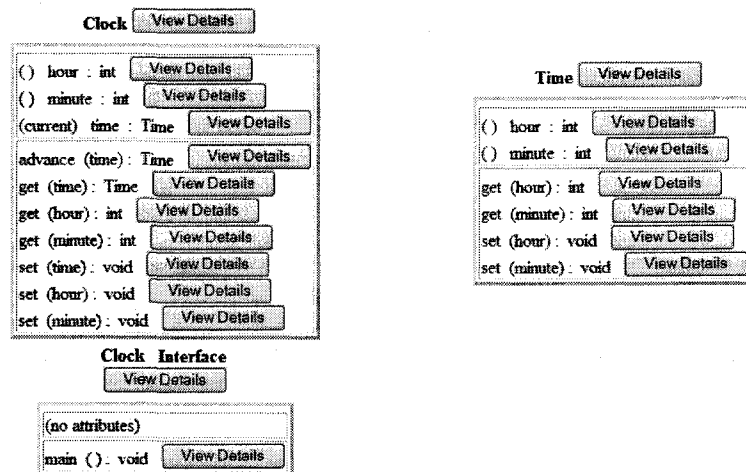 Clock View Details
() hour : int View Details
() minute : int View Details
(current) time : Time View Details
advance (time) : Time View Details
get (time) : Time View Details
get (hour) : int View Details
get (minute) : int View Details
set (time) : void View Details
set (hour) : void View Details
set (minute) : void View Details
Clock Interface
View Details
(no attributes)
main () : void View Details
Time View Details
() hour : int View Details
() minute : int View Details
get (hour) : int View Details
get (minute) : int View Details
set (hour) : void View Details
set (minute) : void View Details